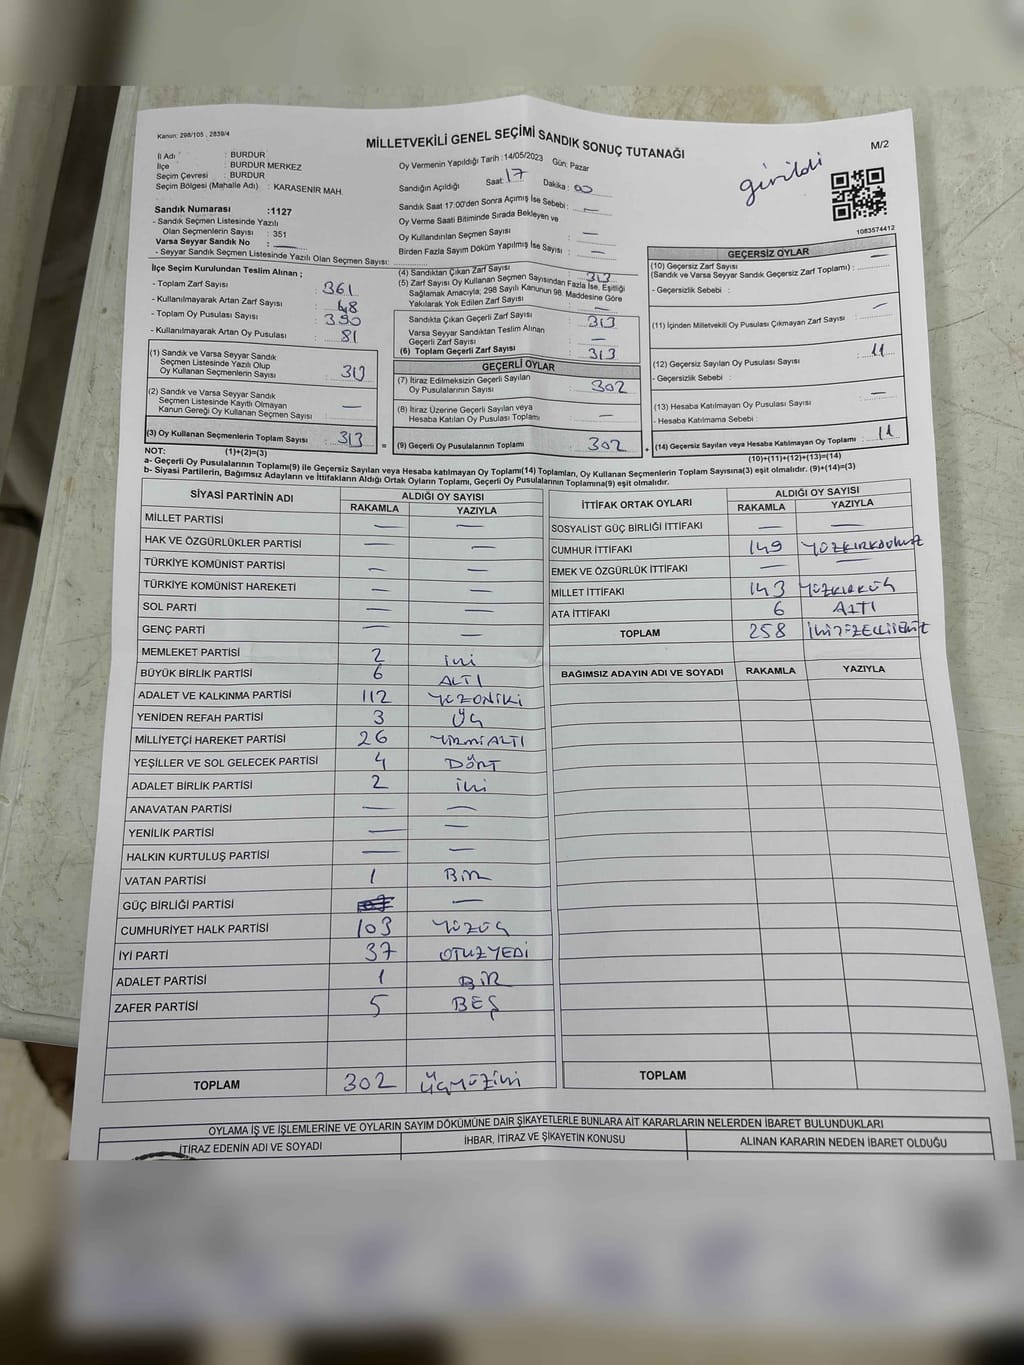 Kanun: 298/105 , 2839/4
MİLLETVEKİLİ GENEL SEÇİMİ SANDIK SONUÇ TUTANAĞI
M/2
girildi
1083574412
İl Adı : BURDUR
İlçe : BURDUR MERKEZ
Seçim Çevresi : BURDUR
Seçim Bölgesi (Mahalle Adı) : KARASENİR MAH.
Sandık Numarası :1127
- Sandık Seçmen Listesinde Yazılı
Olan Seçmenlerin Sayısı : 351
Varsa Seyyar Sandık No : —
- Seyyar Sandık Seçmen Listesinde Yazılı Olan Seçmen Sayısı:
Oy Vermenin Yapıldığı Tarih : 14/05/2023 Gün: Pazar
Sandığın Açıldığı Saat: 17 Dakika : 00
Sandık Saat 17:00'den Sonra Açılmış İse Sebebi : —
Oy Verme Saati Bitiminde Sırada Bekleyen ve
Oy Kullandırılan Seçmen Sayısı : —
Birden Fazla Sayım Döküm Yapılmış İse Sayısı : —
İlçe Seçim Kurulundan Teslim Alınan ;
- Toplam Zarf Sayısı : 361
- Kullanılmayarak Artan Zarf Sayısı : 48
- Toplam Oy Pusulası Sayısı : 390
- Kullanılmayarak Artan Oy Pusulası : 81
(1) Sandık ve Varsa Seyyar Sandık
Seçmen Listesinde Yazılı Olup
Oy Kullanan Seçmenlerin Sayısı : 313
(2) Sandık ve Varsa Seyyar Sandık
Seçmen Listesinde Kayıtlı Olmayan
Kanun Gereği Oy Kullanan Seçmen Sayısı : —
(3) Oy Kullanan Seçmenlerin Toplam Sayısı : 313
(1)+(2)=(3)
(4) Sandıktan Çıkan Zarf Sayısı : 313
(5) Zarf Sayısı Oy Kullanan Seçmen Sayısından Fazla İse, Eşitliği
Sağlamak Amacıyla; 298 Sayılı Kanunun 98. Maddesine Göre
Yakılarak Yok Edilen Zarf Sayısı : —
Sandıkta Çıkan Geçerli Zarf Sayısı : 313
Varsa Seyyar Sandıktan Teslim Alınan
Geçerli Zarf Sayısı : —
(6) Toplam Geçerli Zarf Sayısı : 313
GEÇERLİ OYLAR
(7) İtiraz Edilmeksizin Geçerli Sayılan
Oy Pusulalarının Sayısı : 302
(8) İtiraz Üzerine Geçerli Sayılan veya
Hesaba Katılan Oy Pusulası Toplamı : —
= (9) Geçerli Oy Pusulalarının Toplamı : 302
GEÇERSİZ OYLAR
(10) Geçersiz Zarf Sayısı
(Sandık ve Varsa Seyyar Sandık Geçersiz Zarf Toplamı) : —
- Geçersizlik Sebebi :
(11) İçinden Milletvekili Oy Pusulası Çıkmayan Zarf Sayısı : —
(12) Geçersiz Sayılan Oy Pusulası Sayısı : 11
- Geçersizlik Sebebi :
(13) Hesaba Katılmayan Oy Pusulası Sayısı : —
- Hesaba Katılmama Sebebi :
+ (14) Geçersiz Sayılan veya Hesaba Katılmayan Oy Toplamı : 11
(10)+(11)+(12)+(13)=(14)
NOT:
a- Geçerli Oy Pusulalarının Toplamı(9) ile Geçersiz Sayılan veya Hesaba katılmayan Oy Toplamı(14) Toplamları, Oy Kullanan Seçmenlerin Toplam Sayısına(3) eşit olmalıdır. (9)+(14)=(3)
b- Siyasi Partilerin, Bağımsız Adayların ve İttifakların Aldığı Ortak Oyların Toplamı, Geçerli Oy Pusulalarının Toplamına(9) eşit olmalıdır.
SİYASİ PARTİNİN ADI ALDIĞI OY SAYISI
RAKAMLA YAZIYLA
MİLLET PARTİSİ — —
HAK VE ÖZGÜRLÜKLER PARTİSİ — —
TÜRKİYE KOMÜNİST PARTİSİ — —
TÜRKİYE KOMÜNİST HAREKETİ — —
SOL PARTİ — —
GENÇ PARTİ — —
MEMLEKET PARTİSİ 2 iki
BÜYÜK BİRLİK PARTİSİ 6 ALTI
ADALET VE KALKINMA PARTİSİ 112 YÜZONİKİ
YENİDEN REFAH PARTİSİ 3 ÜÇ
MİLLİYETÇİ HAREKET PARTİSİ 26 YİRMİALTI
YEŞİLLER VE SOL GELECEK PARTİSİ 4 DÖRT
ADALET BİRLİK PARTİSİ 2 iki
ANAVATAN PARTİSİ — —
YENİLİK PARTİSİ — —
HALKIN KURTULUŞ PARTİSİ — —
VATAN PARTİSİ 1 BİR
GÜÇ BİRLİĞİ PARTİSİ —
CUMHURİYET HALK PARTİSİ 103 YÜZÜÇ
İYİ PARTİ 37 OTUZYEDİ
ADALET PARTİSİ 1 BİR
ZAFER PARTİSİ 5 BEŞ
TOPLAM 302 üçyüziki
İTTİFAK ORTAK OYLARI ALDIĞI OY SAYISI
RAKAMLA YAZIYLA
SOSYALİST GÜÇ BİRLİĞİ İTTİFAKI — —
CUMHUR İTTİFAKI 149 YÜZKIRKDOKUZ
EMEK VE ÖZGÜRLÜK İTTİFAKI — —
MİLLET İTTİFAKI 143 YÜZKIRKÜÇ
ATA İTTİFAKI 6 ALTI
TOPLAM 258 İKİYÜZELLİSEKİZ
BAĞIMSIZ ADAYIN ADI VE SOYADI RAKAMLA YAZIYLA
TOPLAM
OYLAMA İŞ VE İŞLEMLERİNE VE OYLARIN SAYIM DÖKÜMÜNE DAİR ŞİKAYETLERLE BUNLARA AİT KARARLARIN NELERDEN İBARET BULUNDUKLARI
İTİRAZ EDENİN ADI VE SOYADI İHBAR, İTİRAZ VE ŞİKAYETİN KONUSU ALINAN KARARIN NEDEN İBARET OLDUĞU